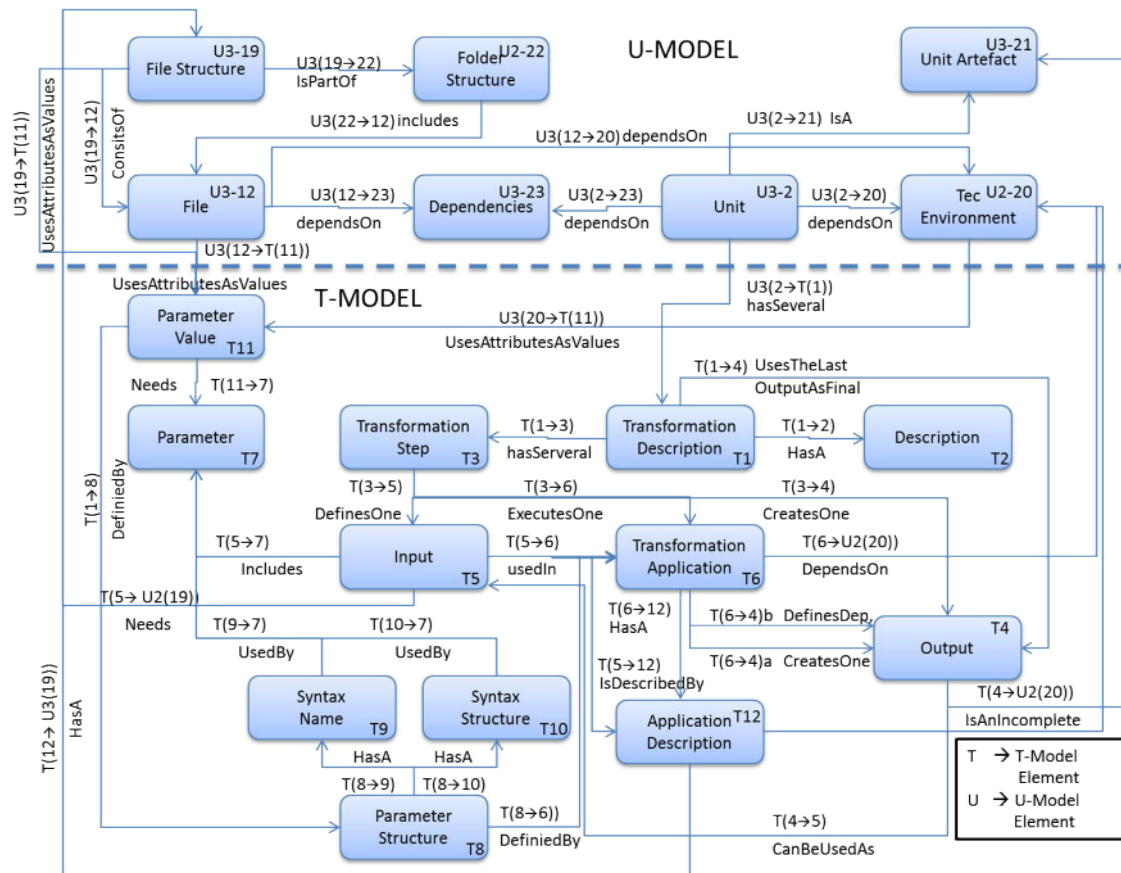 U-MODEL
U3-19
File Structure
U3(19→22)
IsPartOf
U2-22
Folder
Structure
U3-21
Unit Artefact
U3(19→T(11))
UsesAttributesAsValues
U3(19→12)
ConsitsOf
U3(22→12) includes
U3(2→21) IsA
U3(12→20) dependsOn
U3-12
File
U3(12→23)
dependsOn
U3-23
Dependencies
U3(2→23)
dependsOn
U3-2
Unit
U3(2→20)
dependsOn
U2-20
Tec
Environment
U3(12→T(11))
UsesAttributesAsValues
T-MODEL
U3(2→T(1))
hasSeveral
Parameter
Value
T11
U3(20→T(11))
UsesAttributesAsValues
Needs
T(11→7)
T(1→4)
UsesTheLast
OutputAsFinal
Parameter
T7
Transformation
Step
T3
T(1→3)
hasServeral
Transformation
Description
T1
T(1→2)
HasA
Description
T2
T(1→8)
DefiniedBy
T(3→5)
DefinesOne
T(3→6)
ExecutesOne
T(3→4)
CreatesOne
T(5→7)
Includes
Input
T5
T(5→6)
usedIn
Transformation
Application
T6
T(6→U2(20))
DependsOn
T(5→ U2(19))
Needs
T(9→7)
UsedBy
T(10→7)
UsedBy
T(6→12)
HasA
T(6→4)b
DefinesDep,
T(6→4)a
CreatesOne
T4
Output
T(5→12)
IsDescribedBy
T(12→ U3(19))
HasA
Syntax
Name
T9
Syntax
Structure
T10
T12
Application
Description
T(4→U2(20))
IsAnIncomplete
HasA
HasA
T(8→9)
T(8→10)
Parameter
Structure
T8
T(8→6))
DefiniedBy
T(4→5)
CanBeUsedAs
T → T-Model
Element
U → U-Model
Element